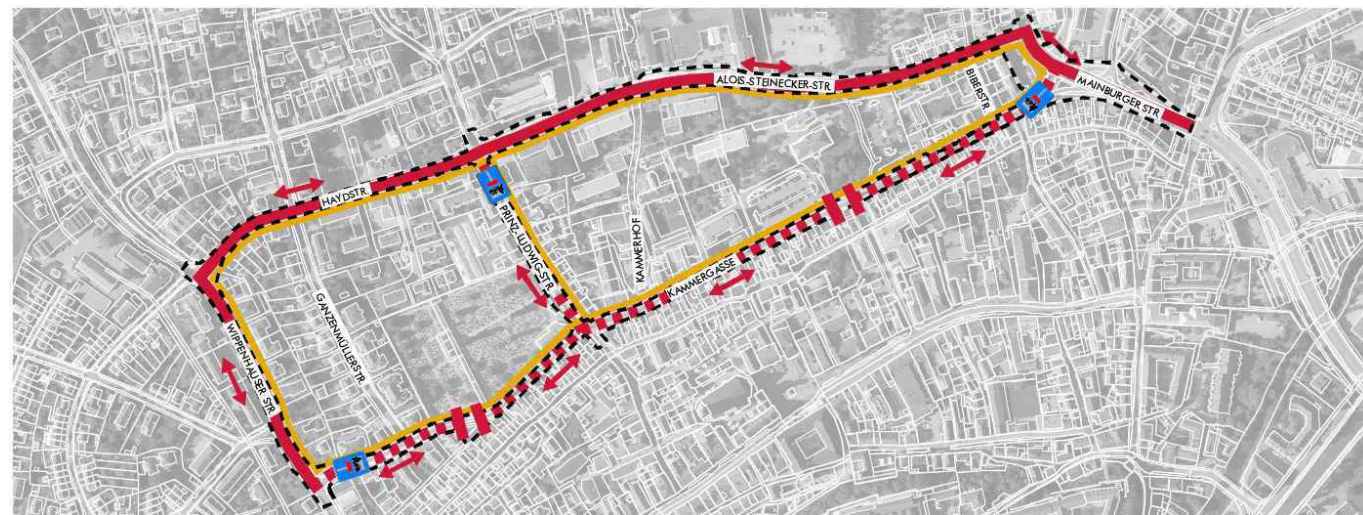 ALOIS-STEINECKER-STR.
BIBERSTR.
MAINBURGER STR.
HAYDSTR.
PRINZ-LUDWIG-STR.
KAMMERHOF
KAMMERGASSE
GANZENMÜLLERSTR.
WIPPENHAUSER STR.